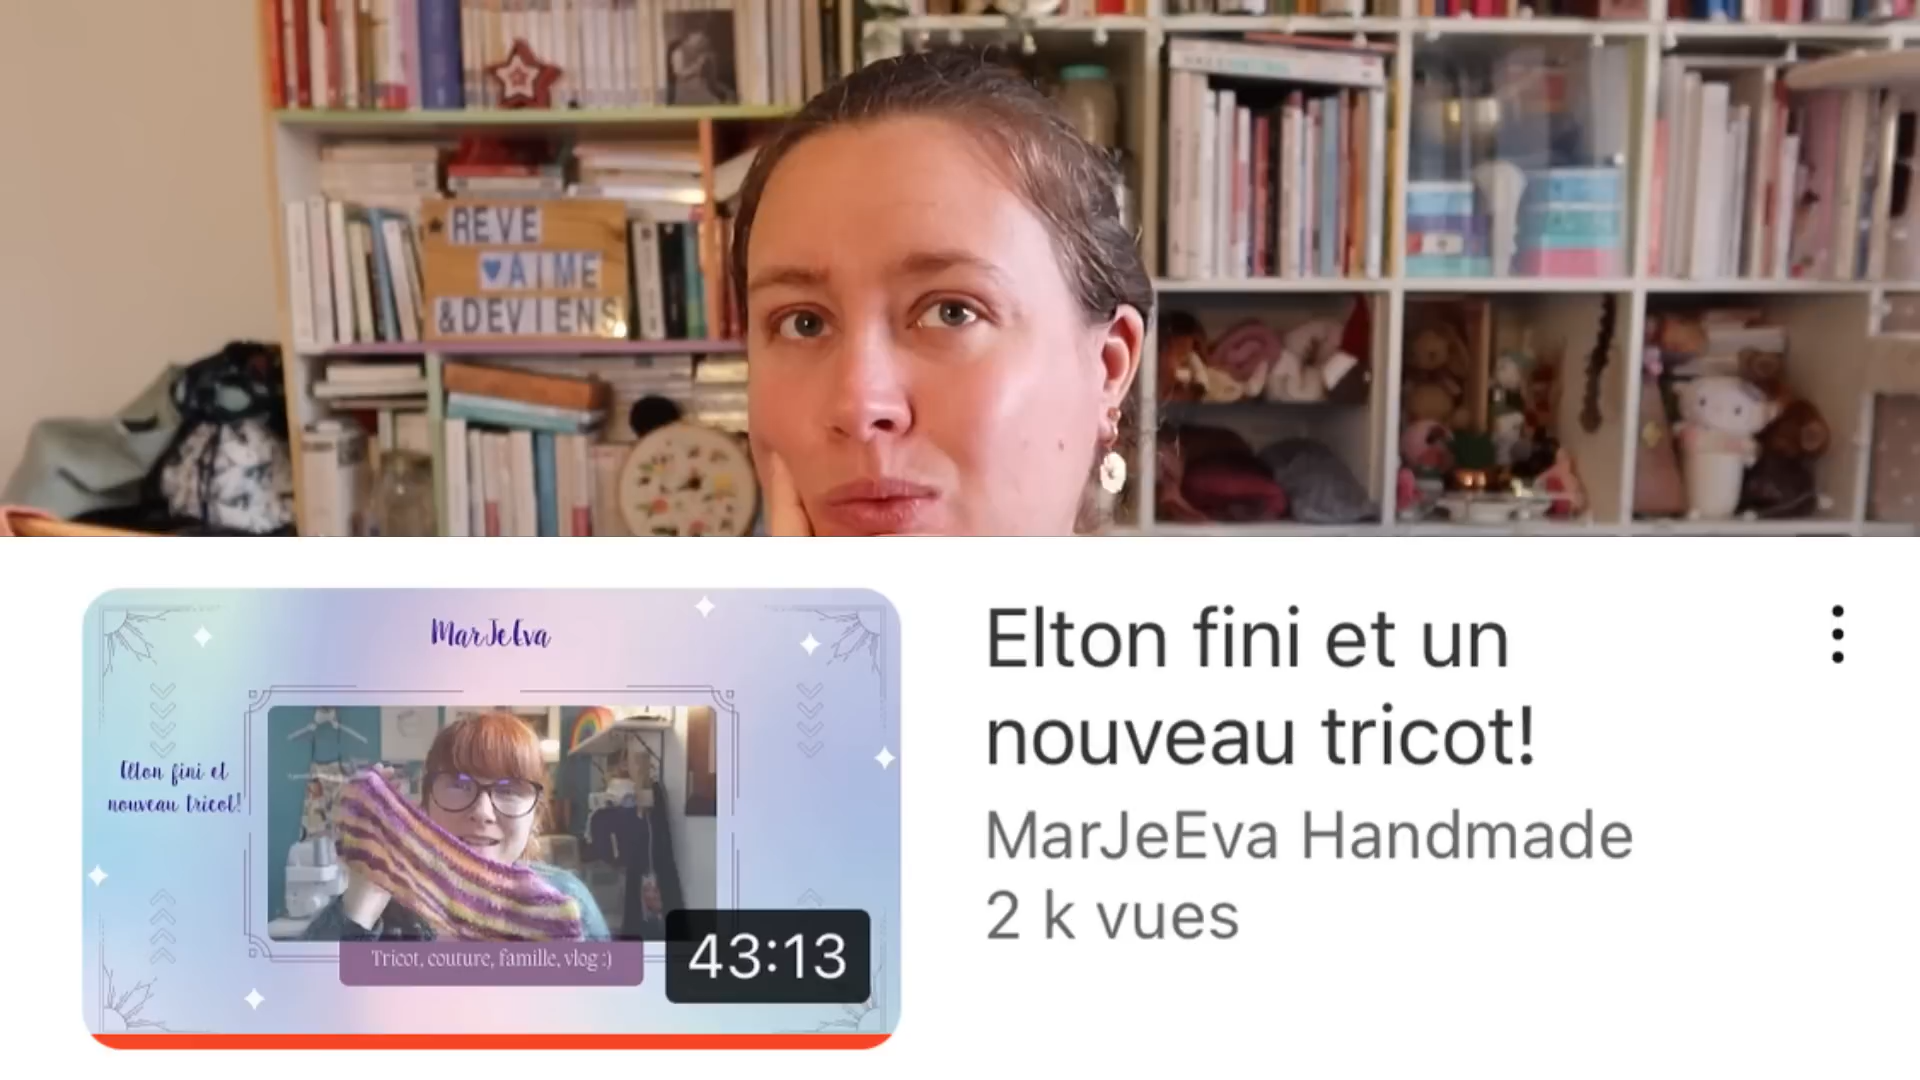 REVE
AIME
&DEVIENS
MarJeEva
Elton fini et
nouveau tricot!
Tricot, couture, famille, vlog :)
43:13
Elton fini et un
nouveau tricot!
MarJeEva Handmade
2 k vues